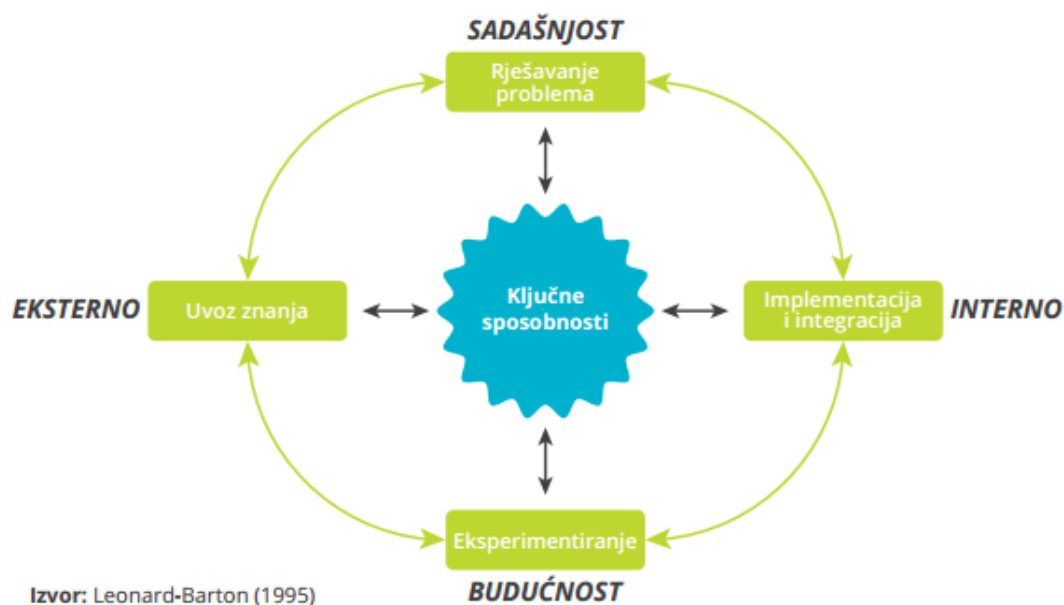 SADAŠNJOST
Rješavanje
problema
EKSTERNO
Uvoz znanja
Ključne
sposobnosti
Implementacija
i integracija
INTERNO
Eksperimentiranje
BUDUĆNOST
Izvor: Leonard-Barton (1995)